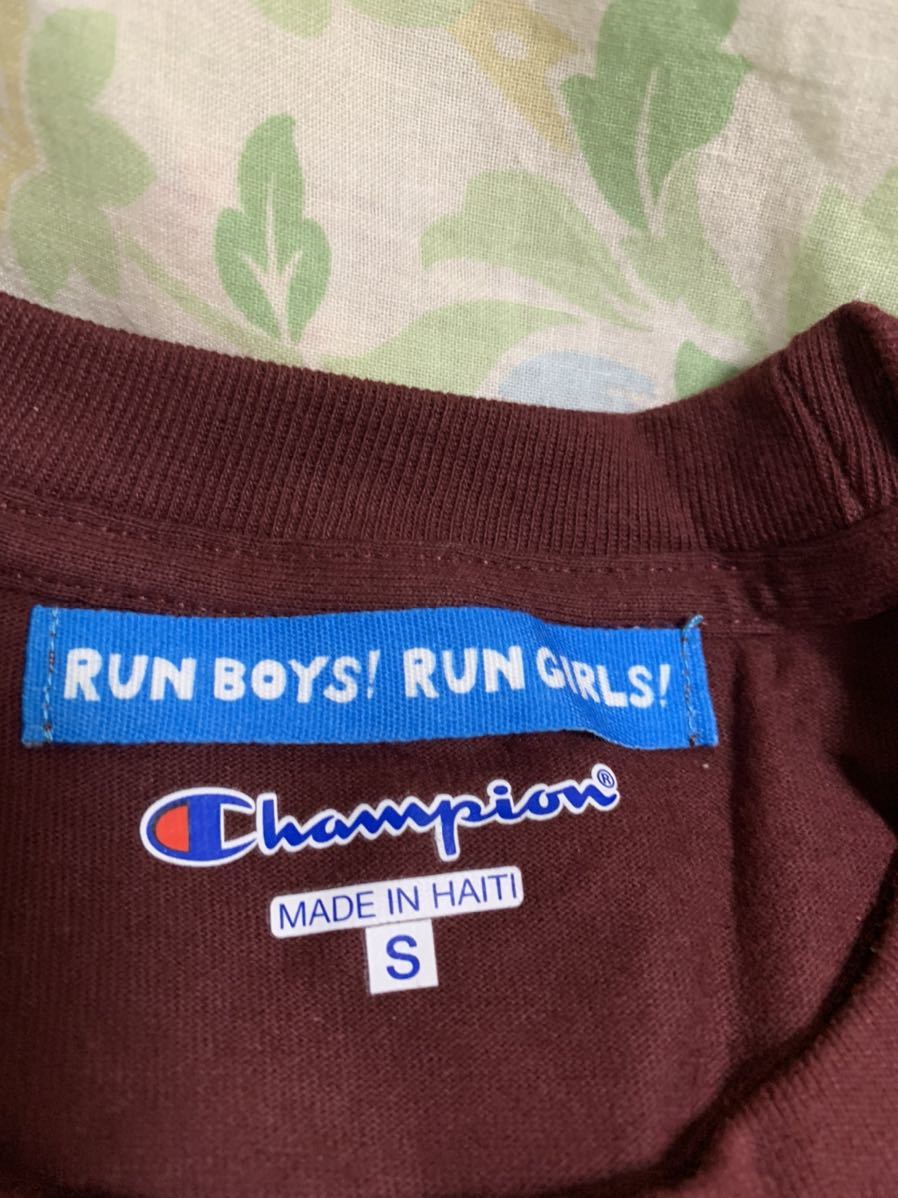 RUN BOYS! RUN GIRLS!
Champion®
MADE IN HAITI
S